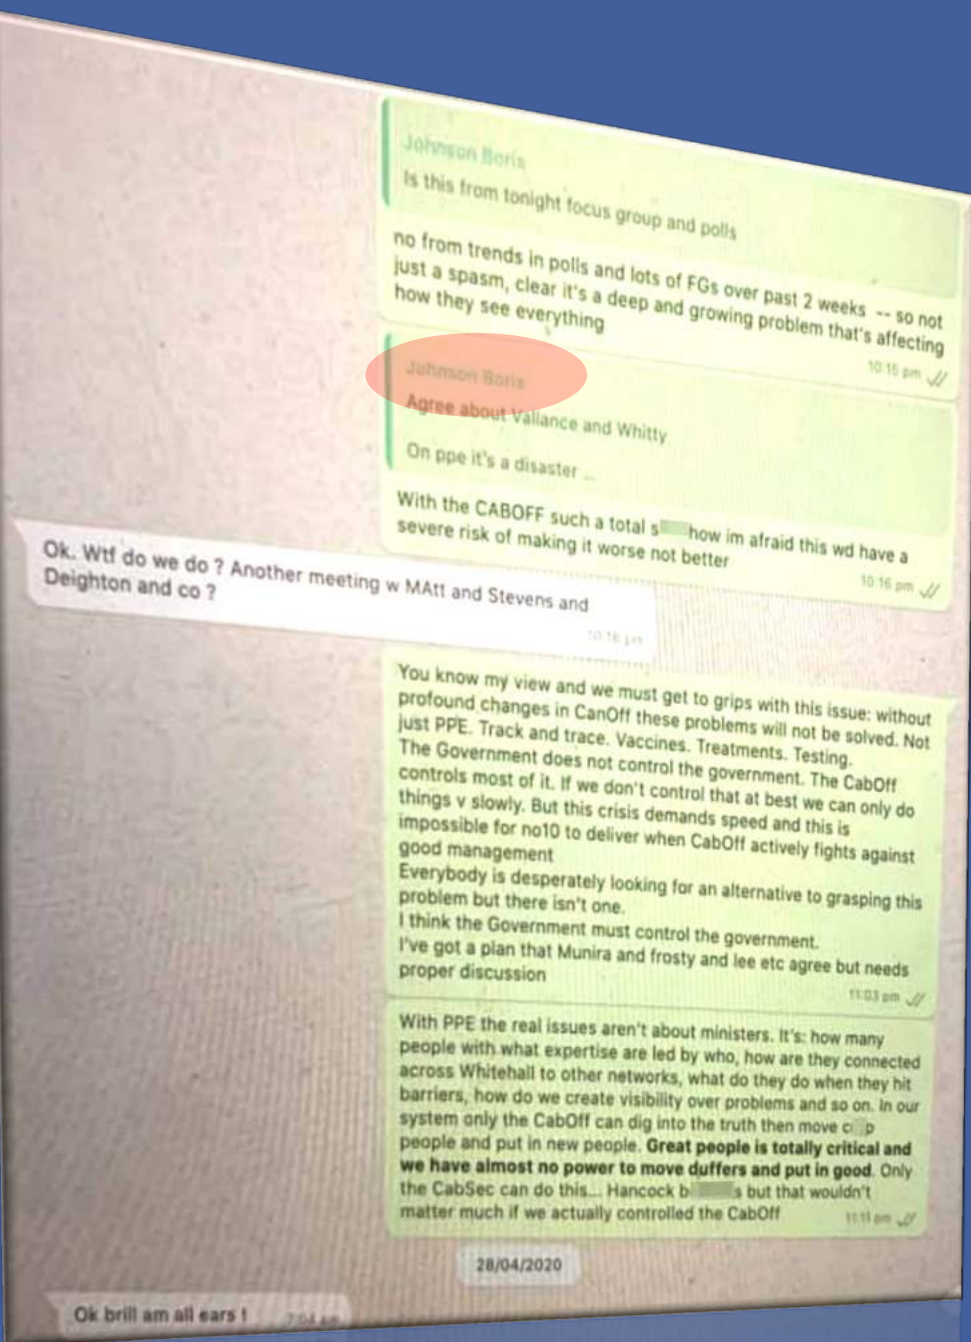 Johnson Boris
Is this from tonight focus group and polls
no from trends in polls and lots of FGs over past 2 weeks -- so not
just a spasm, clear it's a deep and growing problem that's affecting
how they see everything
10:15 pm
Johnson Boris
Agree about Vallance and Whitty
On ppe it's a disaster ...
With the CABOFF such a total s how im afraid this wd have a
severe risk of making it worse not better
10:16 pm
Ok. Wtf do we do ? Another meeting w MAtt and Stevens and
Deighton and co ?
You know my view and we must get to grips with this issue: without
profound changes in CanOff these problems will not be solved. Not
just PPE. Track and trace. Vaccines. Treatments. Testing.
The Government does not control the government. The CabOff
controls most of it. If we don't control that at best we can only do
things v slowly. But this crisis demands speed and this is
impossible for no10 to deliver when CabOff actively fights against
good management
Everybody is desperately looking for an alternative to grasping this
problem but there isn't one.
I think the Government must control the government.
I've got a plan that Munira and frosty and lee etc agree but needs
proper discussion
11:03 pm
With PPE the real issues aren't about ministers. It's: how many
people with what expertise are led by who, how are they connected
across Whitehall to other networks, what do they do when they hit
barriers, how do we create visibility over problems and so on. In our
system only the CabOff can dig into the truth then move c p
people and put in new people. Great people is totally critical and
we have almost no power to move duffers and put in good. Only
the CabSec can do this... Hancock b s but that wouldn't
matter much if we actually controlled the CabOff
11:11 pm
28/04/2020
Ok brill am all ears !